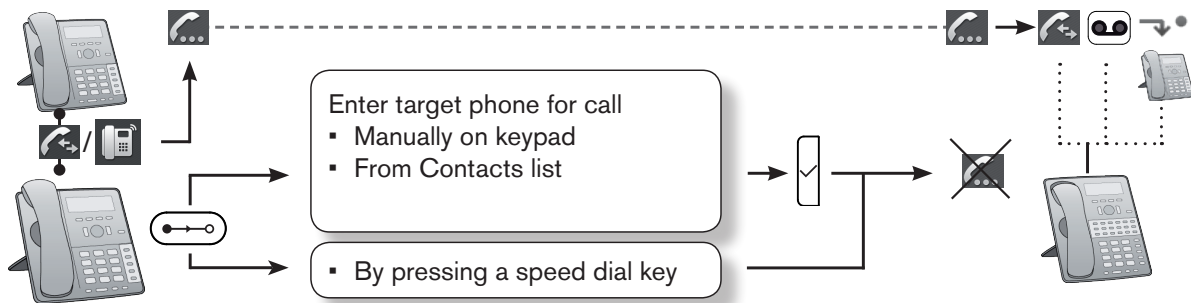 /
Enter target phone for call
▪ Manually on keypad
▪ From Contacts list
▪ By pressing a speed dial key